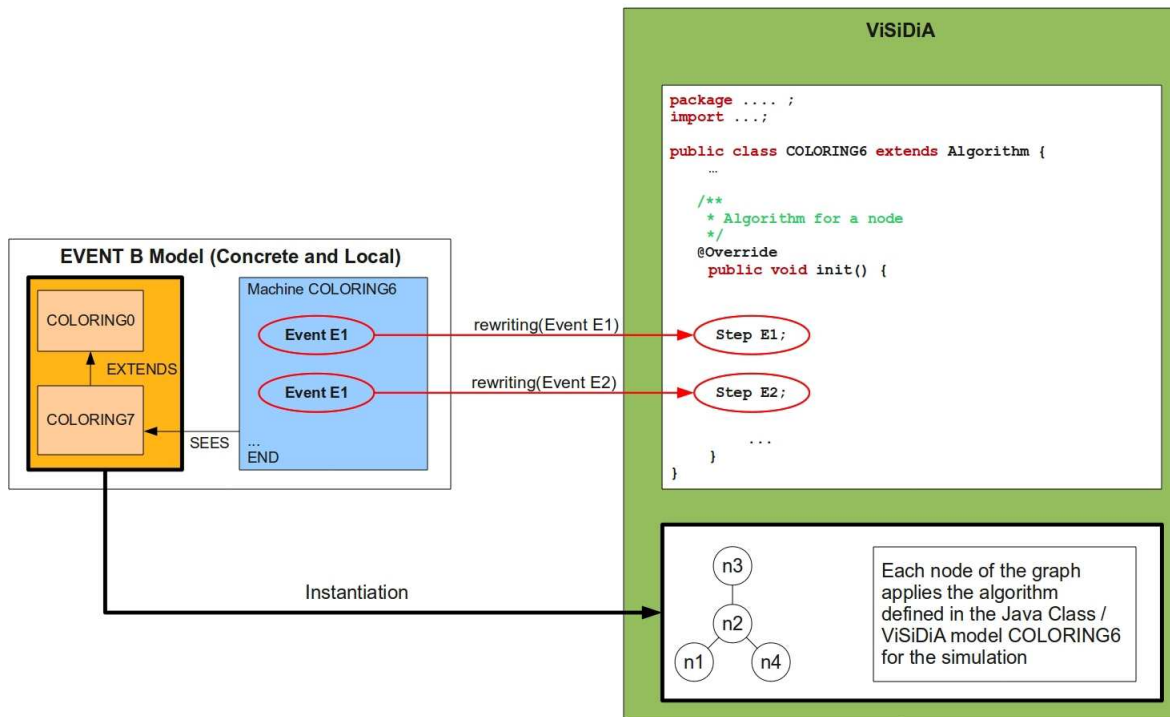 ViSiDiA
package .... ;
import ...;
public class COLORING6 extends Algorithm {
…
/**
* Algorithm for a node
*/
@Override
public void init() {
Step E1;
Step E2;
...
}
}
EVENT B Model (Concrete and Local)
COLORING0
EXTENDS
COLORING7
SEES
Machine COLORING6
Event E1
Event E1
...
END
rewriting(Event E1)
rewriting(Event E2)
Instantiation
n3
n2
n1
n4
Each node of the graph
applies the algorithm
defined in the Java Class /
ViSiDiA model COLORING6
for the simulation